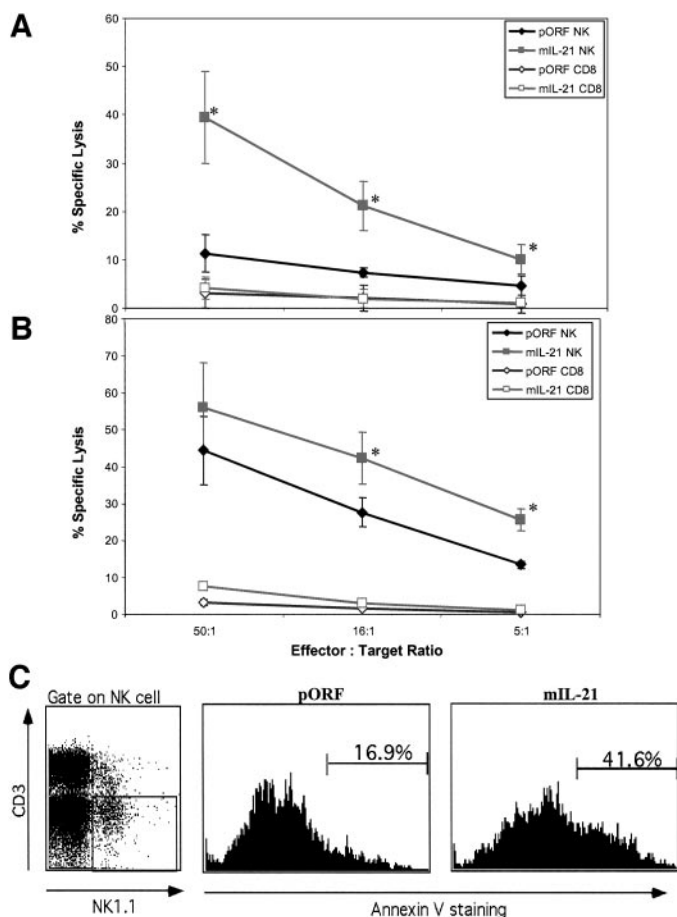 A
60
50
40
30
20
10
0
% Specific Lysis
pORF NK
mIL-21 NK
pORF CD8
mIL-21 CD8
*
*
*
B
80
70
60
50
40
30
20
10
0
% Specific Lysis
pORF NK
mIL-21 NK
pORF CD8
mIL-21 CD8
*
*
50:1 16:1 5:1
Effector : Target Ratio
C
Gate on NK cell
CD3
NK1.1
pORF
16.9%
mIL-21
41.6%
Annexin V staining